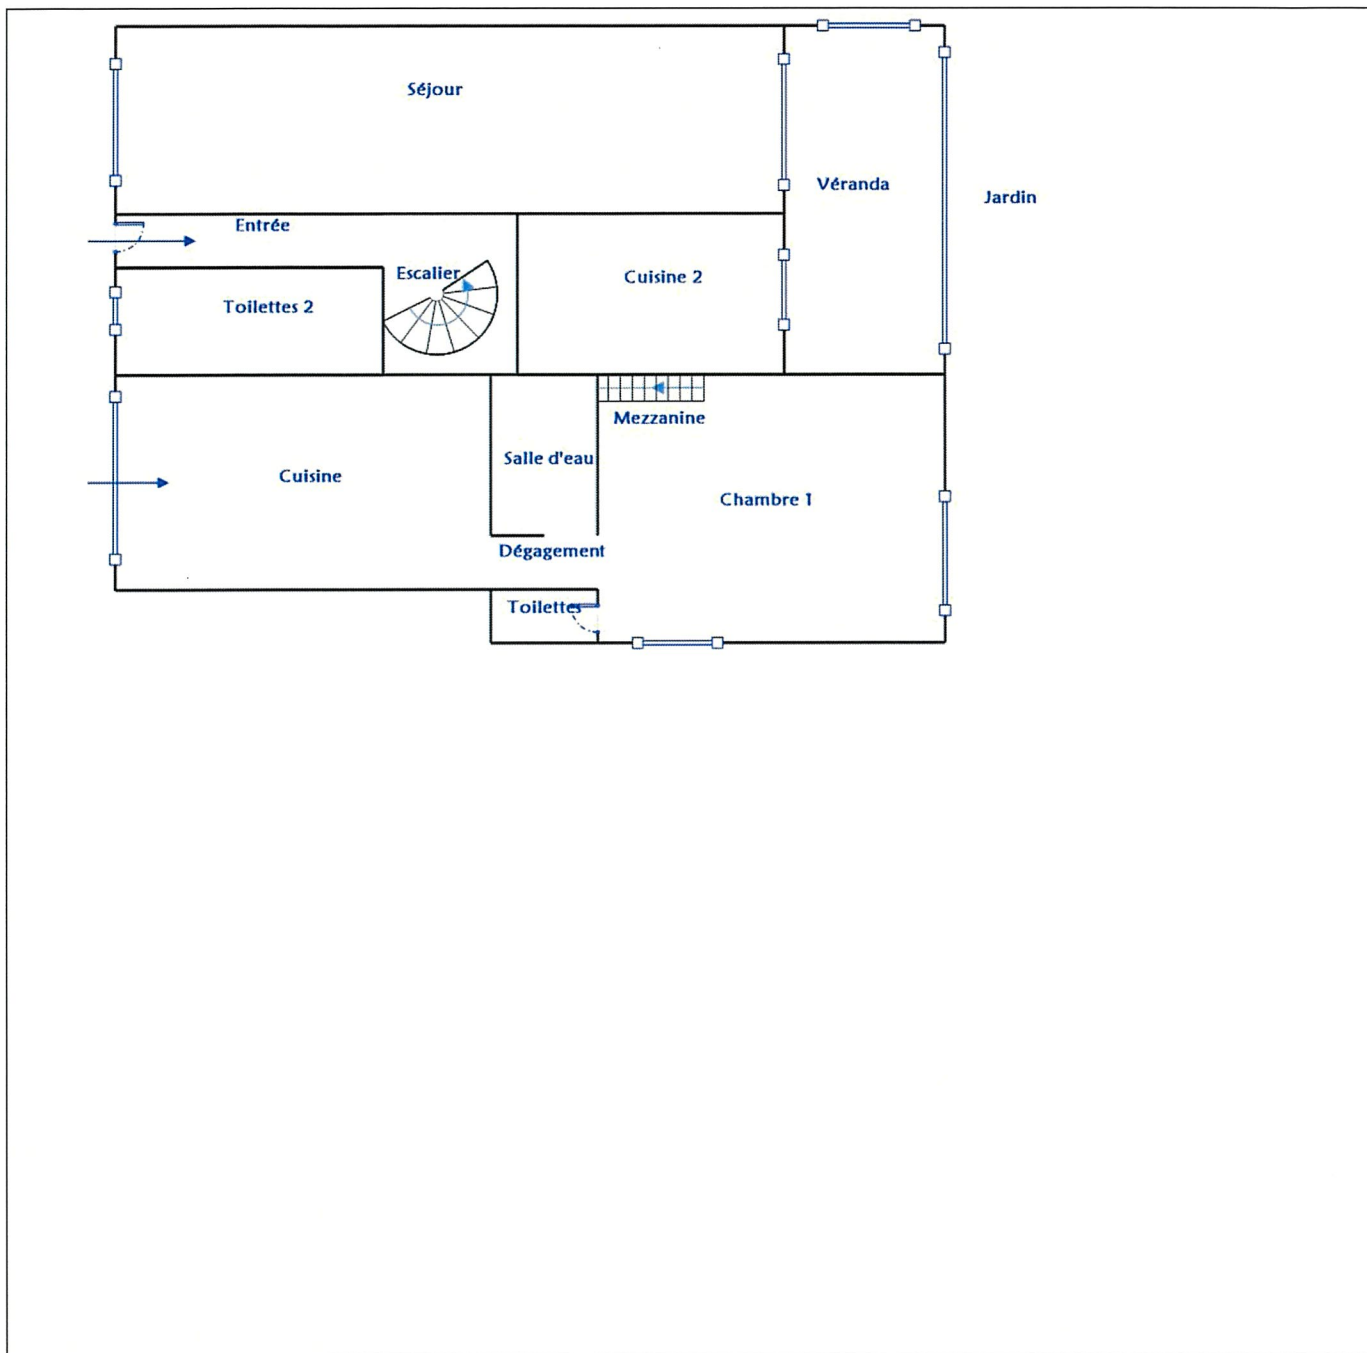 Séjour
Véranda
Jardin
Entrée
Escalier
Cuisine 2
Toilettes 2
Mezzanine
Salle d'eau
Cuisine
Chambre 1
Dégagement
Toilettes